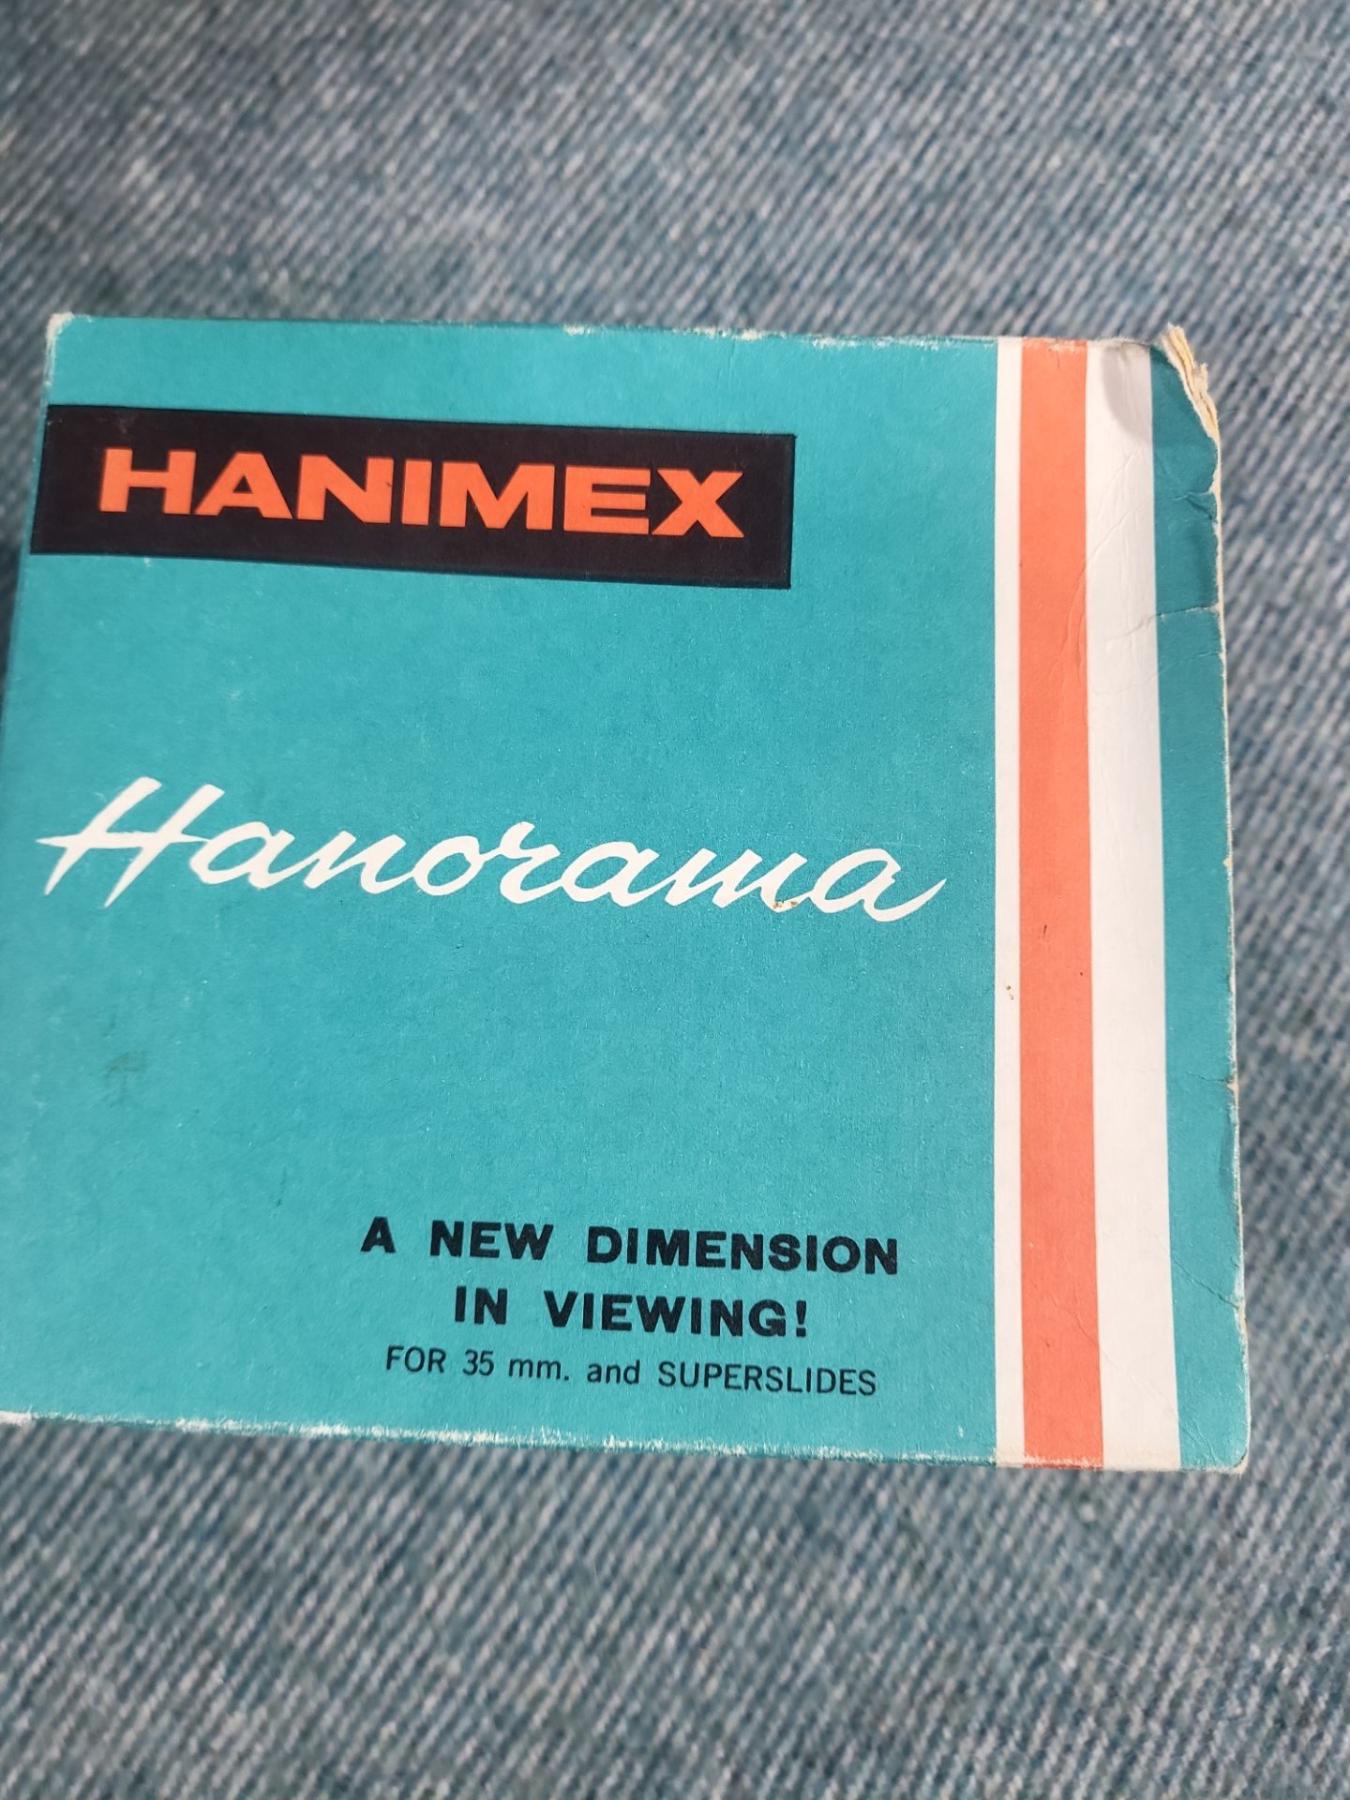 HANIMEX
Hanorama
A NEW DIMENSION
IN VIEWING!
FOR 35 mm. and SUPERSLIDES